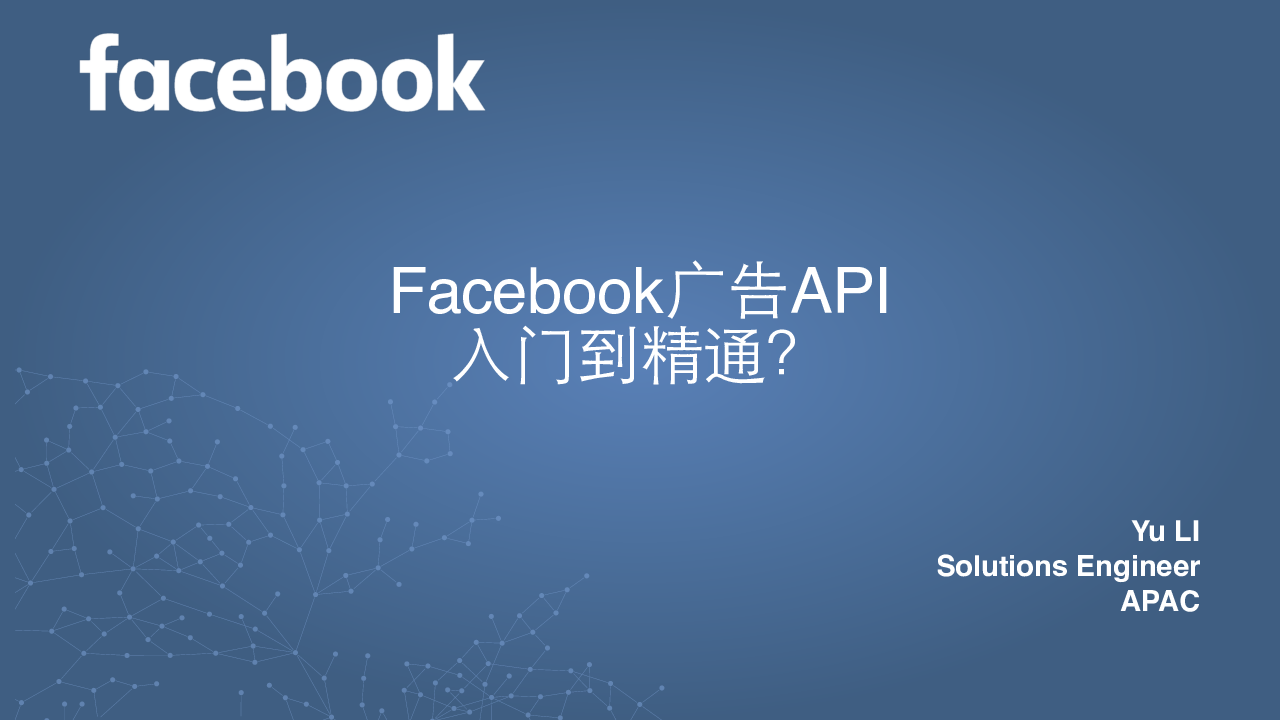 facebook
Facebook广告API
入门到精通？
Yu LI
Solutions Engineer
APAC